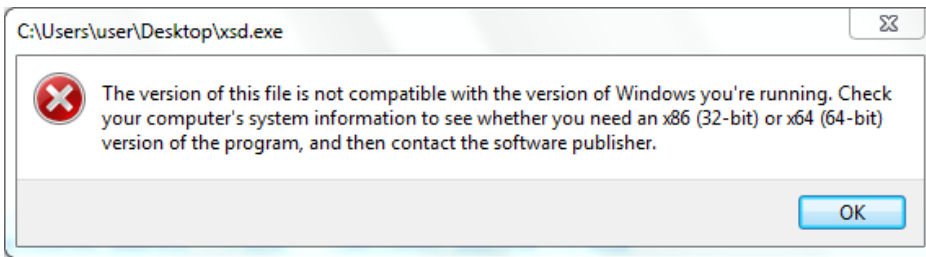 C:\Users\user\Desktop\xsd.exe
The version of this file is not compatible with the version of Windows you're running. Check
your computer's system information to see whether you need an x86 (32-bit) or x64 (64-bit)
version of the program, and then contact the software publisher.
OK